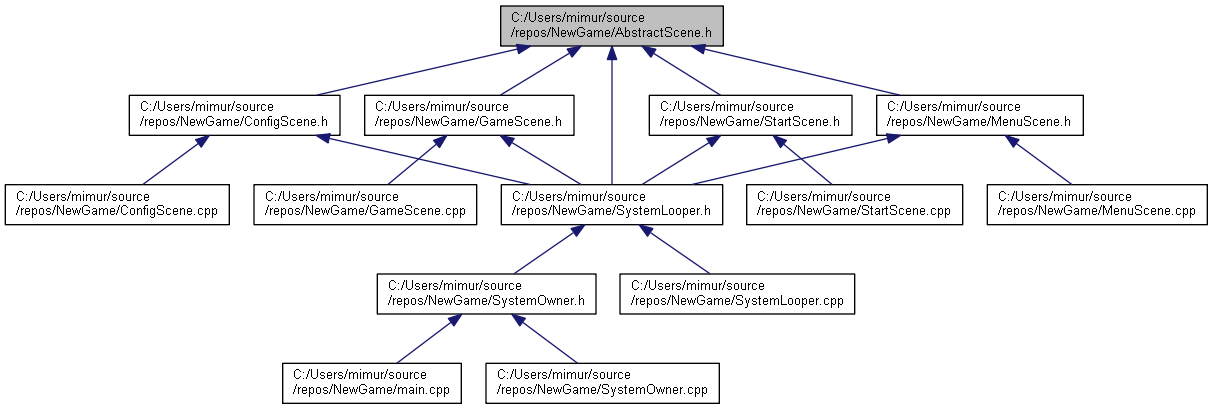 C:/Users/mimur/source
/repos/NewGame/AbstractScene.h
C:/Users/mimur/source
/repos/NewGame/ConfigScene.h
C:/Users/mimur/source
/repos/NewGame/GameScene.h
C:/Users/mimur/source
/repos/NewGame/StartScene.h
C:/Users/mimur/source
/repos/NewGame/MenuScene.h
C:/Users/mimur/source
/repos/NewGame/ConfigScene.cpp
C:/Users/mimur/source
/repos/NewGame/GameScene.cpp
C:/Users/mimur/source
/repos/NewGame/SystemLooper.h
C:/Users/mimur/source
/repos/NewGame/StartScene.cpp
C:/Users/mimur/source
/repos/NewGame/MenuScene.cpp
C:/Users/mimur/source
/repos/NewGame/SystemOwner.h
C:/Users/mimur/source
/repos/NewGame/SystemLooper.cpp
C:/Users/mimur/source
/repos/NewGame/main.cpp
C:/Users/mimur/source
/repos/NewGame/SystemOwner.cpp